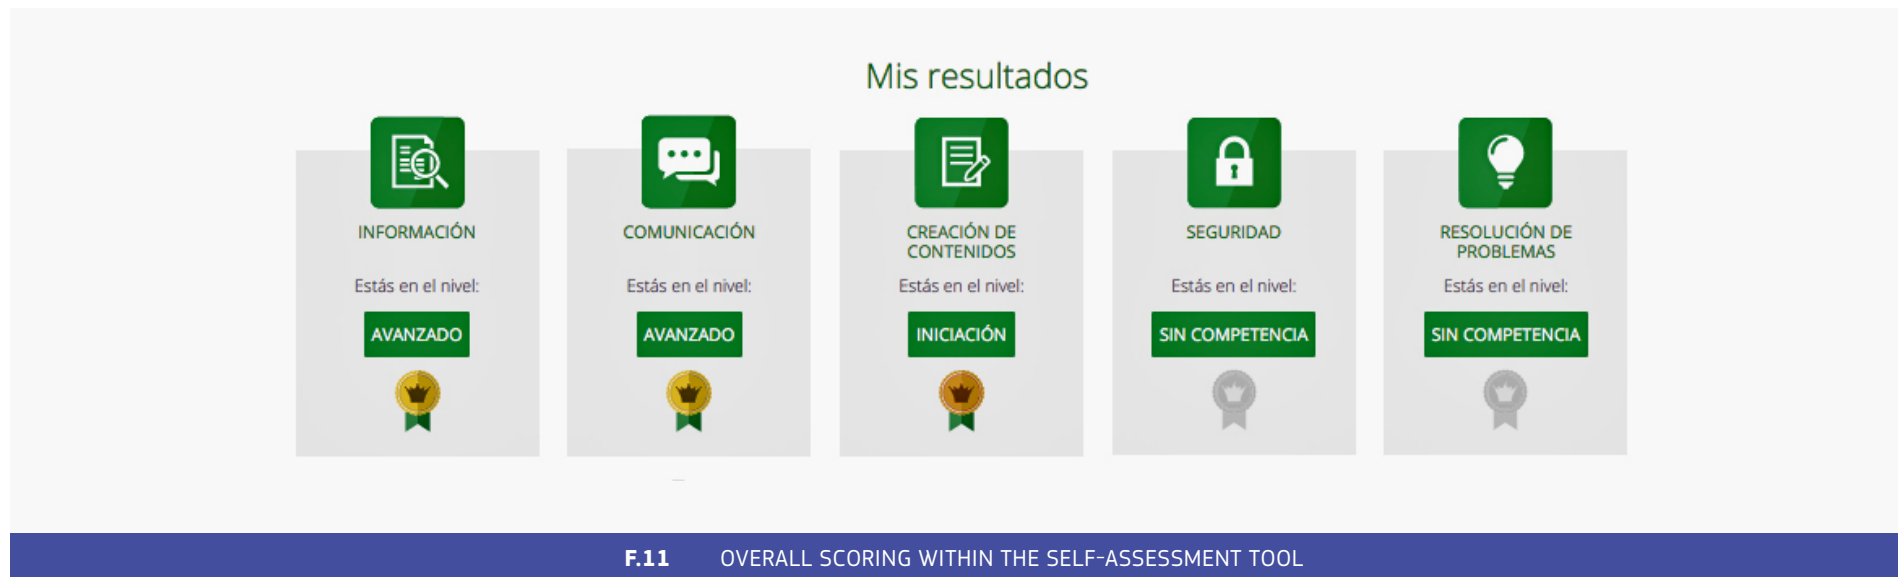 Mis resultados
INFORMACIÓN
Estás en el nivel:
AVANZADO
COMUNICACIÓN
Estás en el nivel:
AVANZADO
CREACIÓN DE
CONTENIDOS
Estás en el nivel:
INICIACIÓN
SEGURIDAD
Estás en el nivel:
SIN COMPETENCIA
RESOLUCIÓN DE
PROBLEMAS
Estás en el nivel:
SIN COMPETENCIA
F.11 OVERALL SCORING WITHIN THE SELF-ASSESSMENT TOOL